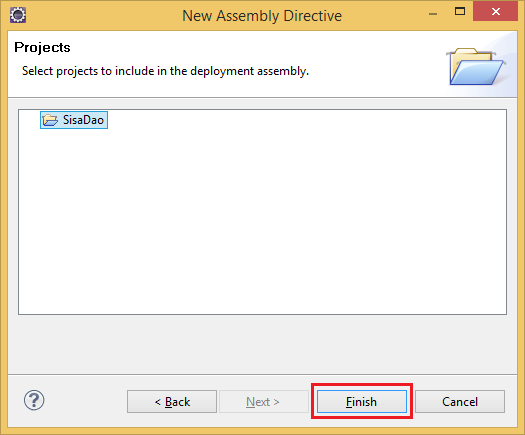 New Assembly Directive
Projects
Select projects to include in the deployment assembly.
SisaDao
?
< Back Next > Finish Cancel